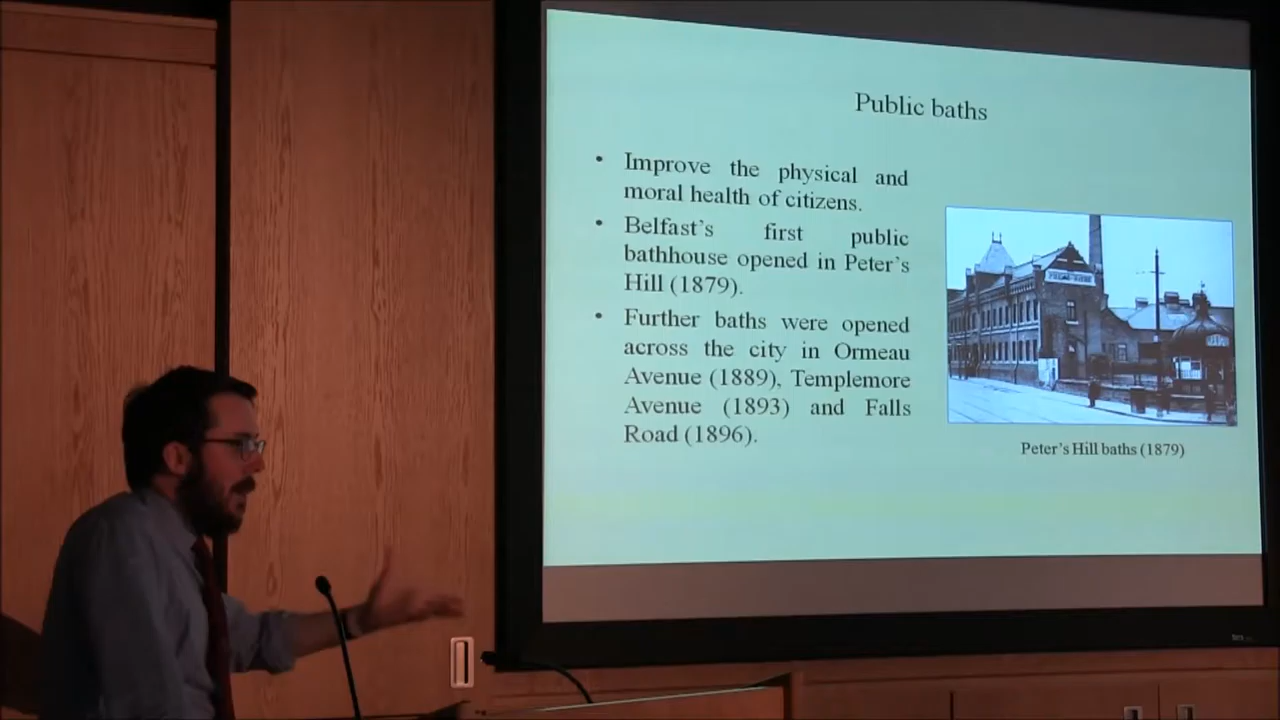 Public baths
• Improve the physical and
moral health of citizens.
• Belfast's first public
bathhouse opened in Peter's
Hill (1879).
• Further baths were opened
across the city in Ormeau
Avenue (1889), Templemore
Avenue (1893) and Falls
Road (1896).
Peter's Hill baths (1879)